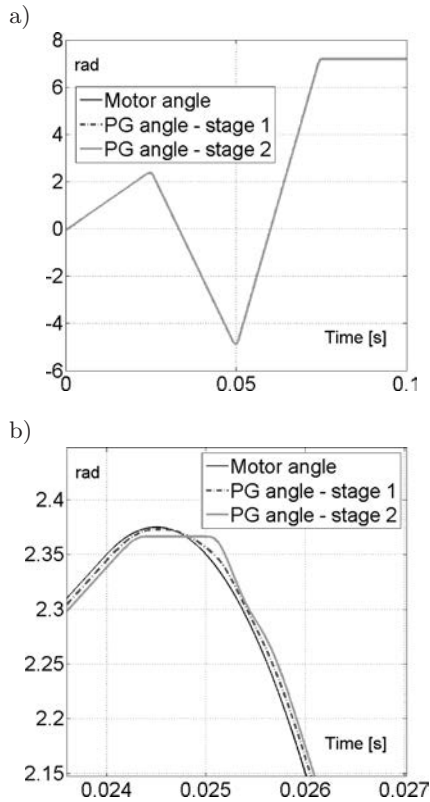 a)
8
rad
6
Motor angle
PG angle - stage 1
PG angle - stage 2
4
2
0
-2
-4
-6
Time [s]
0
0.05
0.1
b)
rad
2.4
2.35
2.3
2.25
2.2
2.15
Motor angle
PG angle - stage 1
PG angle - stage 2
Time [s]
0.024
0.025
0.026
0.027